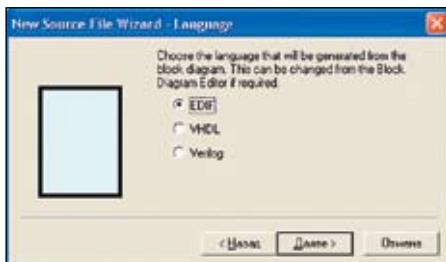 New Source File Wizard - Language
Choose the language that will be generated from the
block diagram. This can be changed from the Block
Diagram Editor if required.
EDIF
VHDL
Verilog
< Назад
Далее >
Отмена